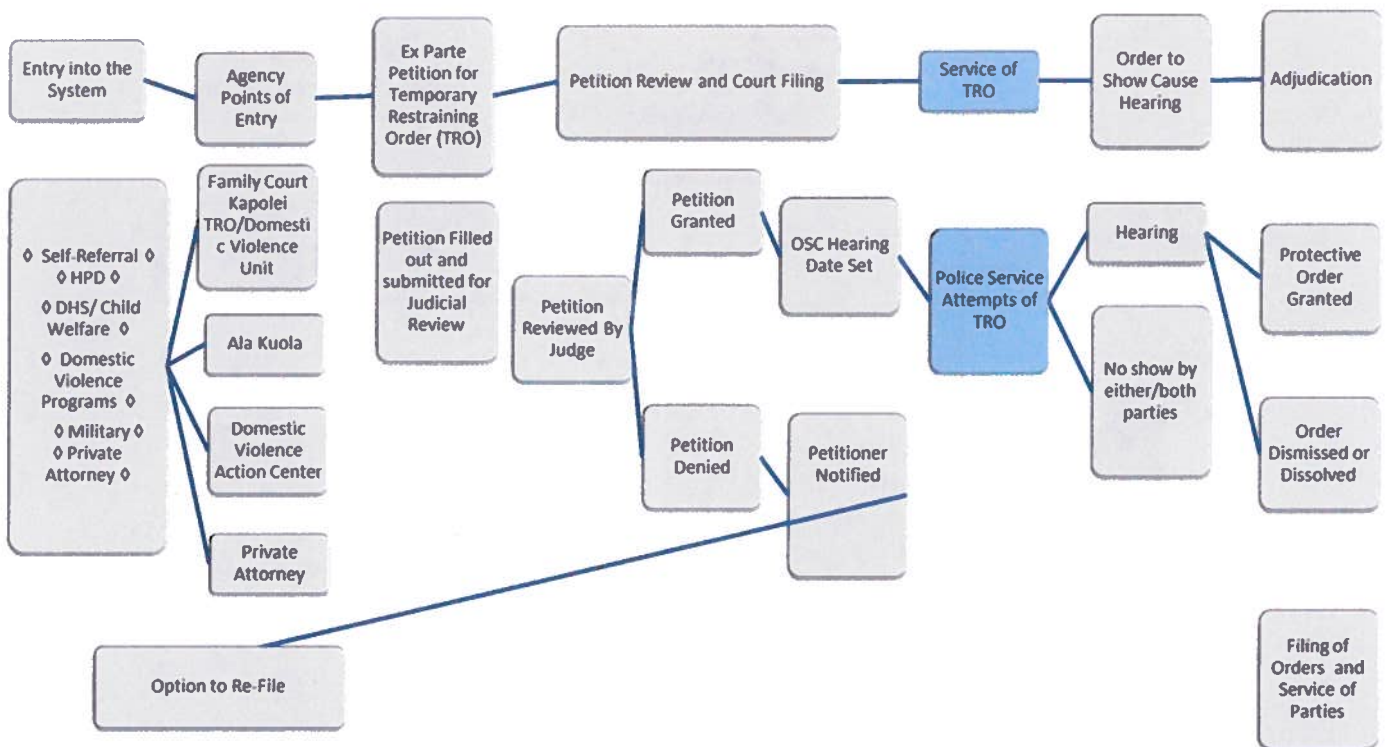 Entry into the
System
Agency
Points of
Entry
Ex Parte
Petition for
Temporary
Restraining
Order (TRO)
Petition Review and Court Filing
Service of
TRO
Order to
Show Cause
Hearing
Adjudication
◊ Self-Referral ◊
◊ HPD ◊
◊ DHS/ Child
Welfare ◊
◊ Domestic
Violence
Programs ◊
◊ Military ◊
◊ Private
Attorney ◊
Family Court
Kapolei
TRO/Domesti
c Violence
Unit
Ala Kuola
Domestic
Violence
Action Center
Private
Attorney
Petition Filled
out and
submitted for
Judicial
Review
Petition
Reviewed By
Judge
Petition
Granted
Petition
Denied
OSC Hearing
Date Set
Petitioner
Notified
Police Service
Attempts of
TRO
Hearing
No show by
either/both
parties
Protective
Order
Granted
Order
Dismissed or
Dissolved
Option to Re-File
Filing of
Orders and
Service of
Parties